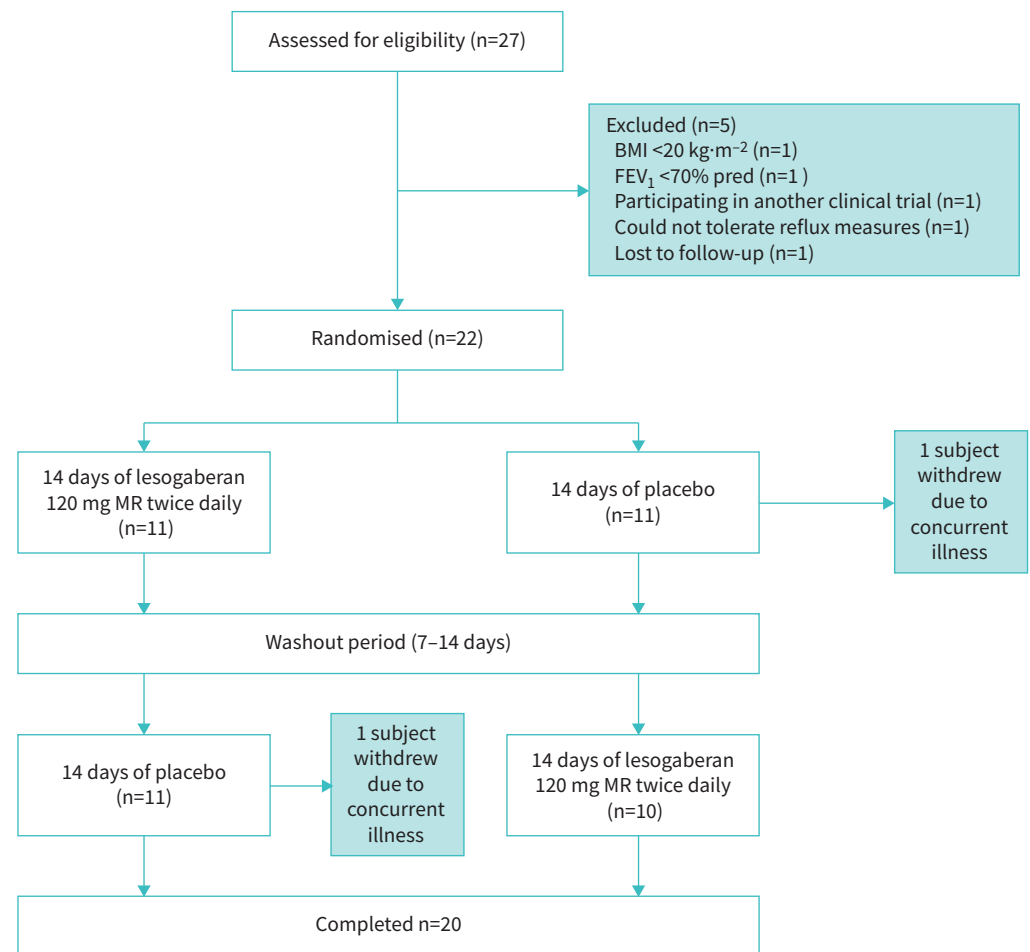 Assessed for eligibility (n=27)
Excluded (n=5)
BMI <20 kg·m⁻² (n=1)
FEV₁ <70% pred (n=1 )
Participating in another clinical trial (n=1)
Could not tolerate reflux measures (n=1)
Lost to follow-up (n=1)
Randomised (n=22)
14 days of lesogaberan
120 mg MR twice daily
(n=11)
14 days of placebo
(n=11)
1 subject
withdrew
due to
concurrent
illness
Washout period (7–14 days)
14 days of placebo
(n=11)
1 subject
withdrew
due to
concurrent
illness
14 days of lesogaberan
120 mg MR twice daily
(n=10)
Completed n=20